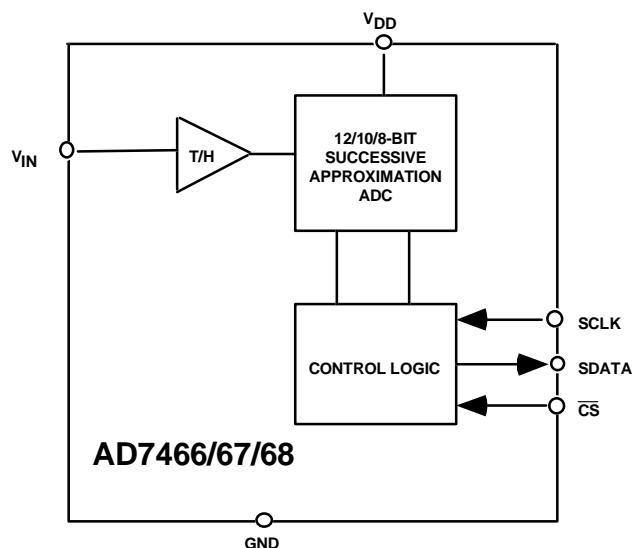 VDD
12/10/8-BIT
SUCCESSIVE
APPROXIMATION
ADC
T/H
VIN
SCLK
CONTROL LOGIC
SDATA
CS
AD7466/67/68
GND